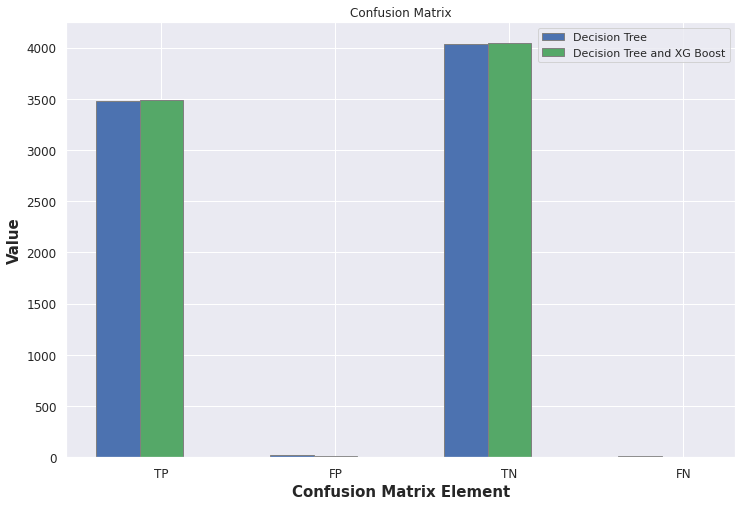 Confusion Matrix
Decision Tree
Decision Tree and XG Boost
4000
3500
3000
2500
2000
1500
1000
500
0
Value
TP
FP
TN
FN
Confusion Matrix Element